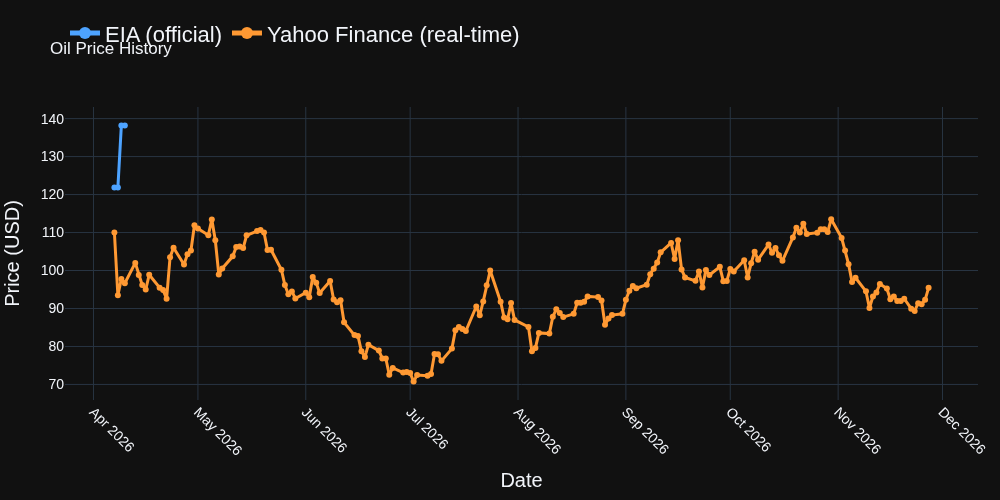 EIA (official) Yahoo Finance (real-time)
Oil Price History
140
130
120
110
100
90
80
70
Price (USD)
Apr 2026 May 2026 Jun 2026 Jul 2026 Aug 2026 Sep 2026 Oct 2026 Nov 2026 Dec 2026
Date